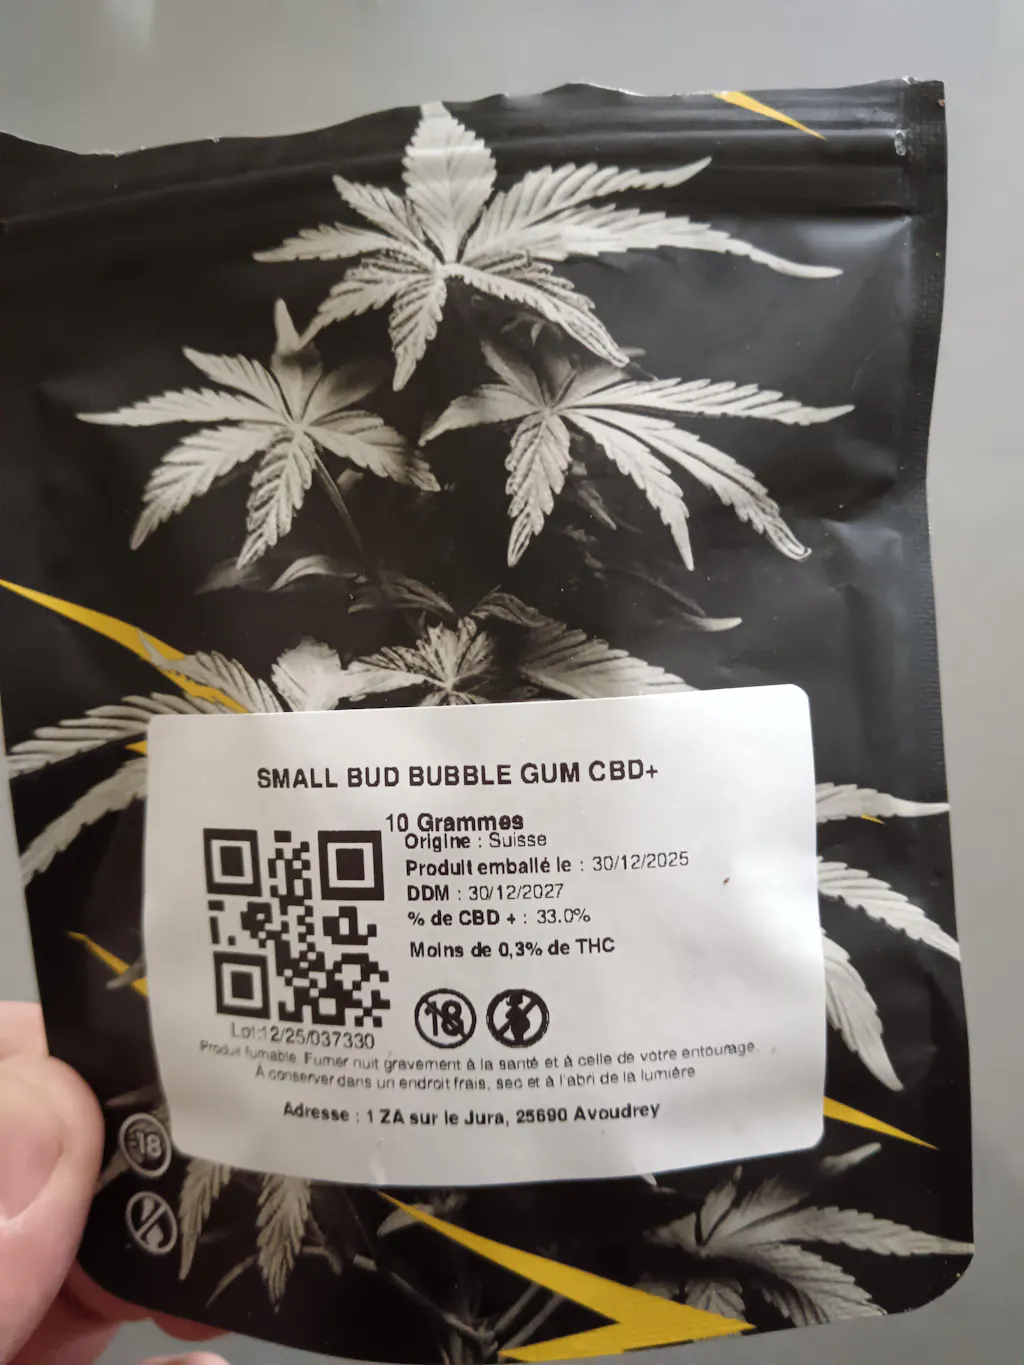 SMALL BUD BUBBLE GUM CBD+
10 Grammes
Origine : Suisse
Produit emballé le : 30/12/2025
DDM : 30/12/2027
% de CBD + : 33.0%
Moins de 0,3% de THC
i.e
a.
18
Lot:12/25/037330
Produit fumable. Fumer nuit gravement à la santé et à celle de votre entourage.
À conserver dans un endroit frais, sec et à l'abri de la lumière
Adresse : 1 ZA sur le Jura, 25690 Avoudrey
18